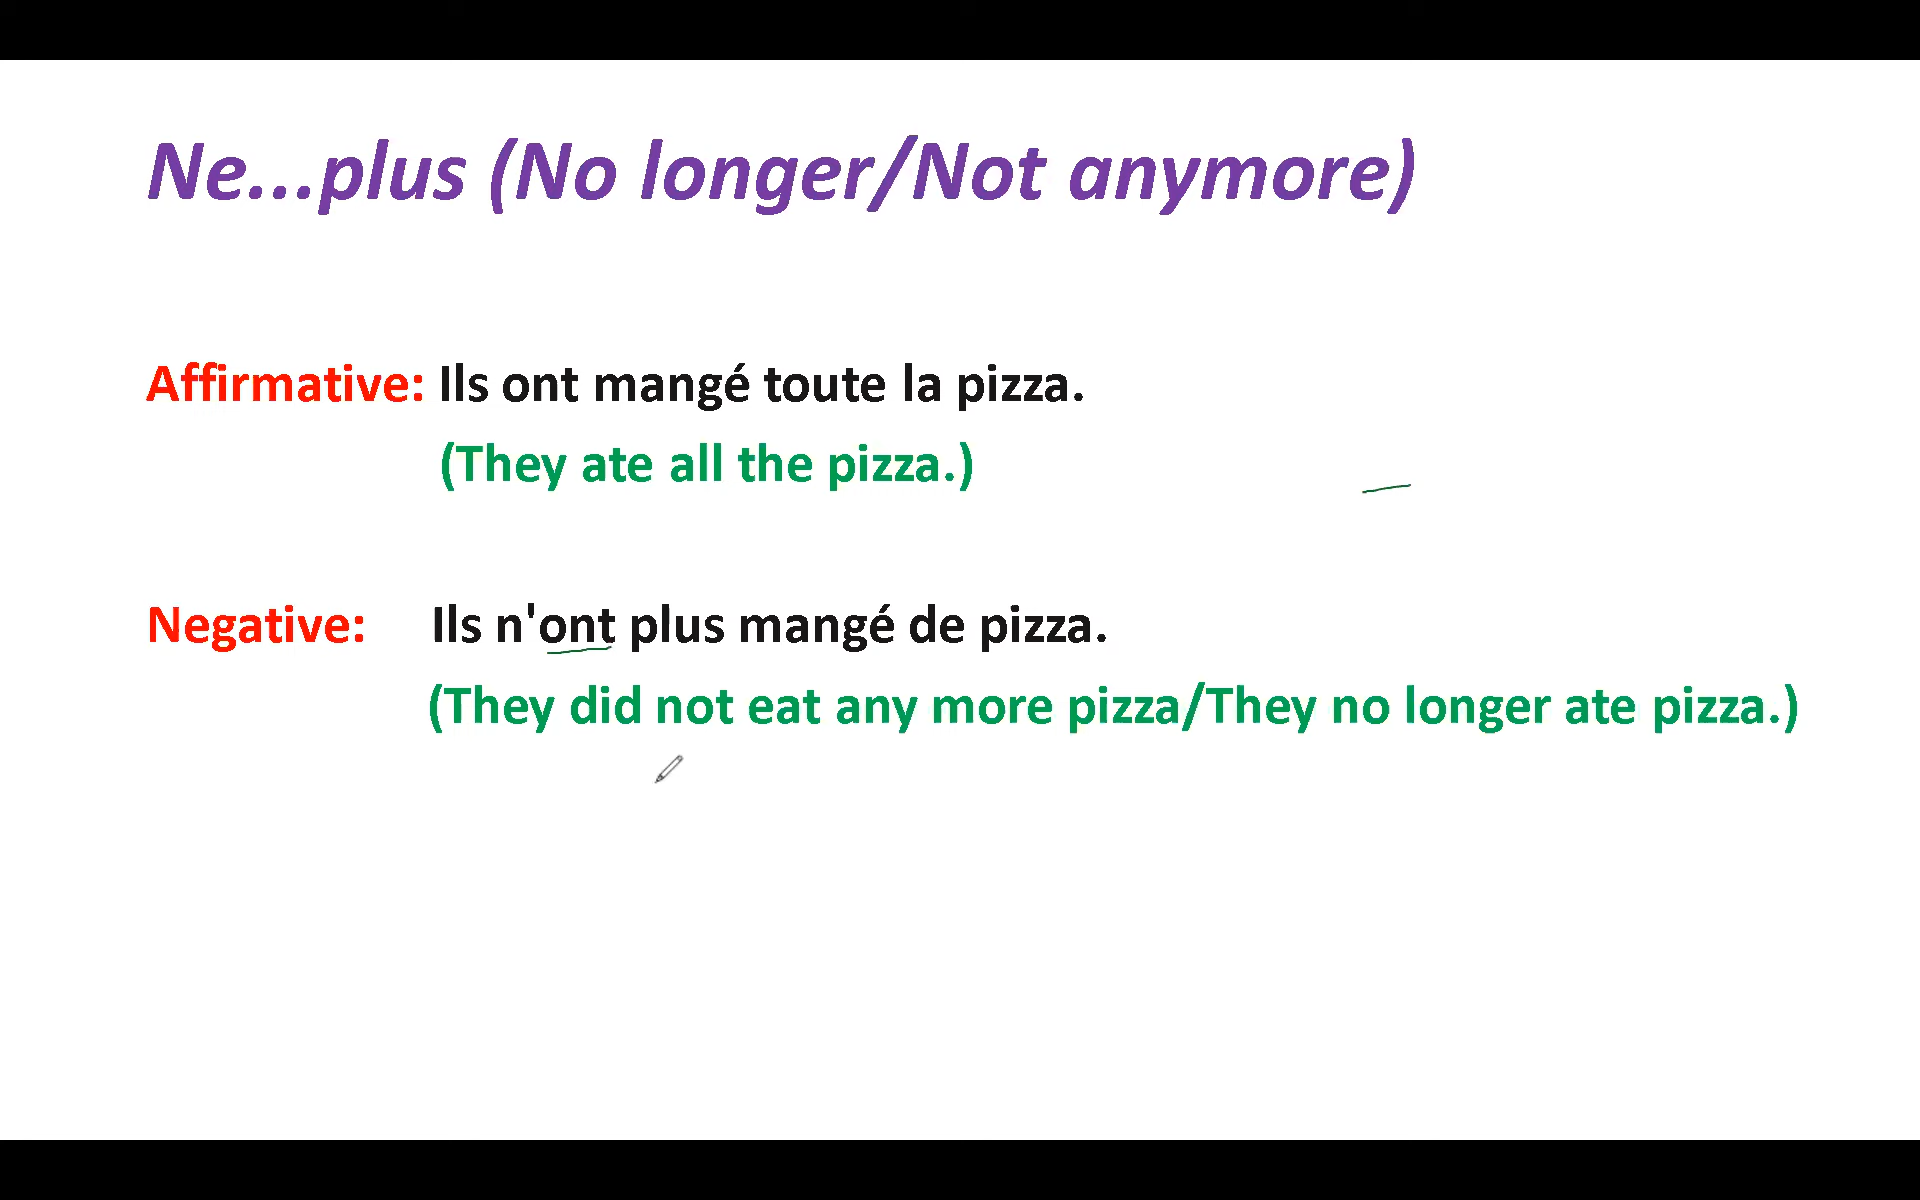 Ne...plus (No longer/Not anymore)
Affirmative: Ils ont mangé toute la pizza.
(They ate all the pizza.)
Negative: Ils n'ont plus mangé de pizza.
(They did not eat any more pizza/They no longer ate pizza.)